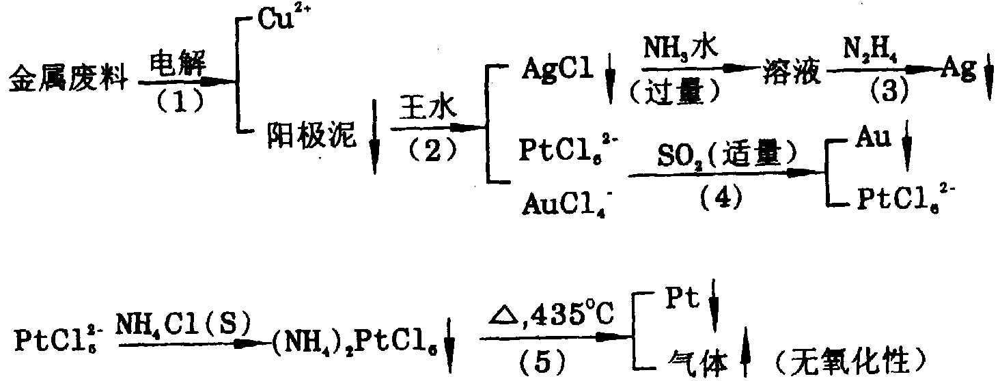 金属废料 电解 (1) Cu²⁺
阳极泥↓ 王水 (2) AgCl↓ NH₃水 (过量) 溶液 N₂H₄ (3) Ag↓
PtCl₆²⁻
AuCl₄⁻ SO₂(适量) (4) Au↓
PtCl₆²⁻
PtCl₆²⁻ NH₄Cl(S) (NH₄)₂PtCl₆↓ △,435°C (5) Pt↓
气体↑(无氧化性)